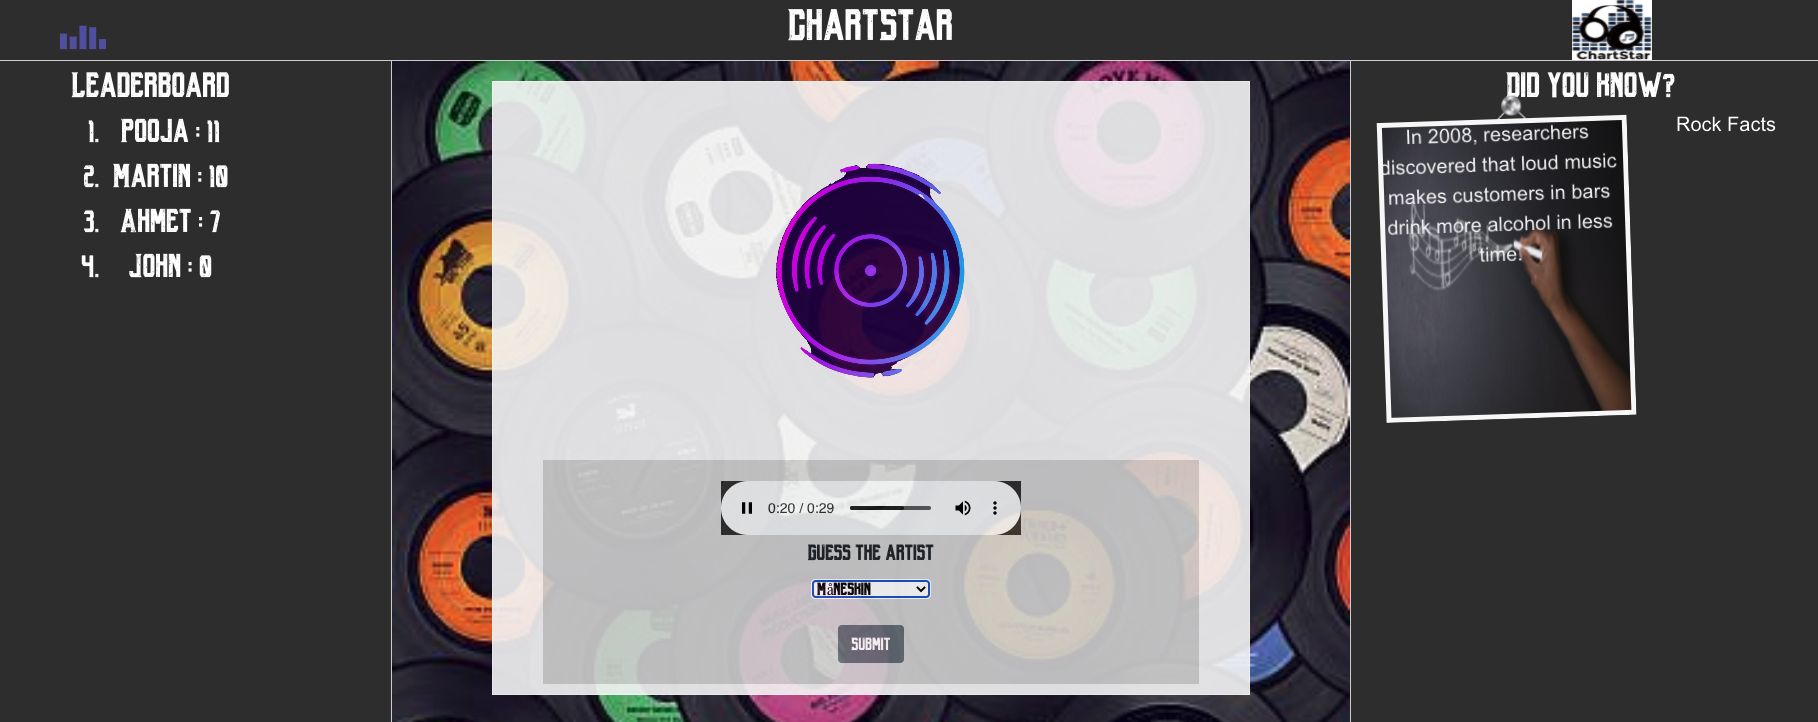 CHARTSTAR
ChartStar
LEADERBOARD
1. POOJA : 11
2. MARTIN : 10
3. AHMET : 7
4. JOHN : 0
LOVE ME
0:20 / 0:29
GUESS THE ARTIST
MåNESKIN
SUBMIT
DID YOU KNOW?
In 2008, researchers
discovered that loud music
makes customers in bars
drink more alcohol in less
time.
Rock Facts